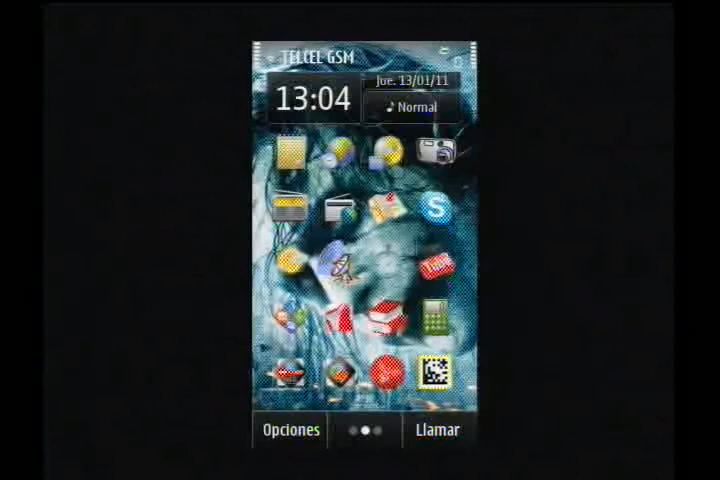 TELCEL GSM
Jue. 13/01/11
13:04
Normal
S
Opciones
Llamar